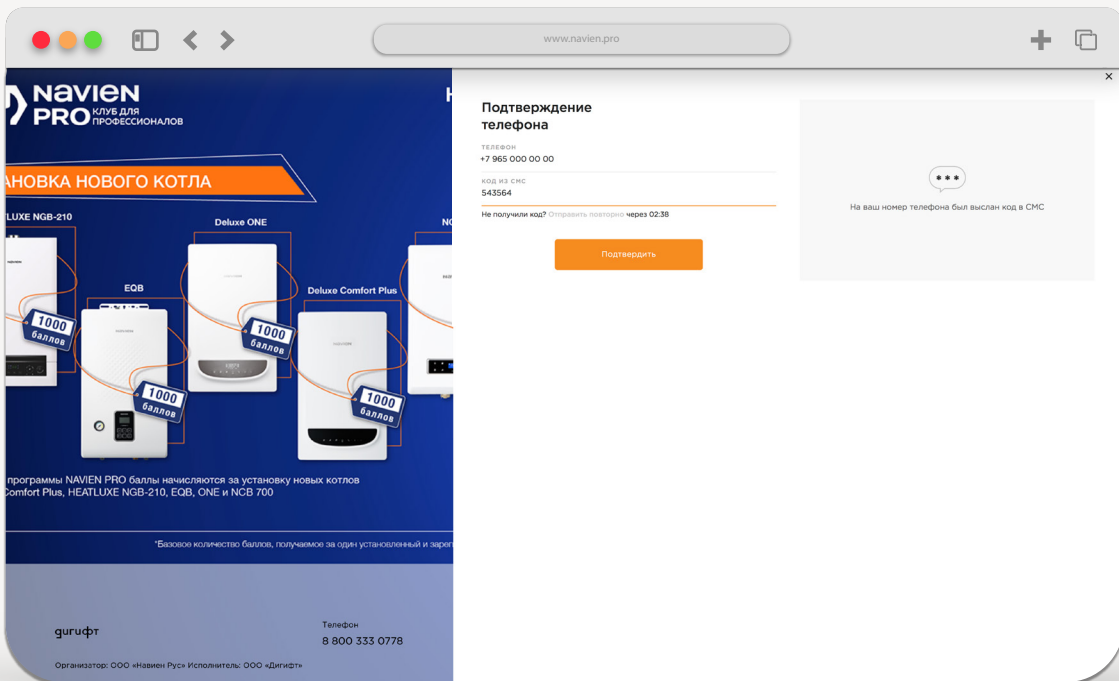 www.navien.pro
NAVIEN
PRO
КЛУБ ДЛЯ
ПРОФЕССИОНАЛОВ
АНОВКА НОВОГО КОТЛА
LUXE NGB-210
EQB
Deluxe ONE
Deluxe Comfort Plus
1000
баллов
1000
баллов
1000
баллов
1000
баллов
программы NAVIEN PRO баллы начисляются за установку новых котлов
Comfort Plus, HEATLUXE NGB-210, EQB, ONE и NCB 700
*Базовое количество баллов, получаемое за один установленный и зарег
дигифт
Телефон
8 800 333 0778
Организатор: ООО «Навиен Рус» Исполнитель: ООО «Дигифт»
Подтверждение
телефона
ТЕЛЕФОН
+7 965 000 00 00
КОД ИЗ СМС
543564
Не получили код? Отправить повторно через 02:38
Подтвердить
***
На ваш номер телефона был выслан код в СМС